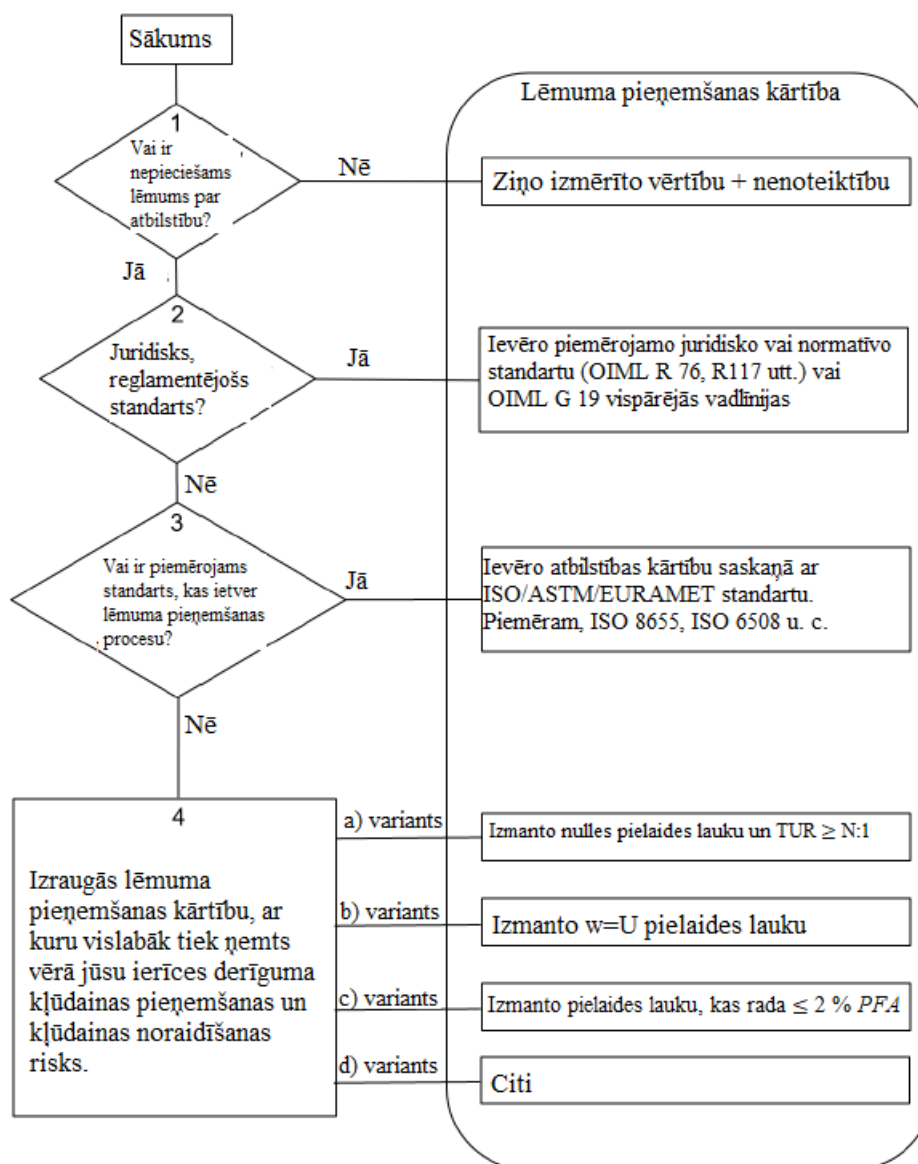 Sākums
Lēmuma pieņemšanas kārtība
1
Vai ir
nepieciešams
lēmums par
atbilstību?
Nē
Ziņo izmērīto vērtību + nenoteiktību
Jā
2
Juridisks,
reglamentējošs
standarts?
Jā
Ievēro piemērojamo juridisko vai normatīvo
standartu (OIML R 76, R117 utt.) vai
OIML G 19 vispārējās vadlīnijas
Nē
3
Vai ir piemērojams
standarts, kas ietver
lēmuma pieņemšanas
procesu?
Jā
Ievēro atbilstības kārtību saskaņā ar
ISO/ASTM/EURAMET standartu.
Piemēram, ISO 8655, ISO 6508 u. c.
Nē
4
Izraugās lēmuma
pieņemšanas kārtību, ar
kuru vislabāk tiek ņemts
vērā jūsu ierīces derīguma
kļūdainas pieņemšanas un
kļūdainas noraidīšanas
risks.
a) variants
Izmanto nulles pielaides lauku un TUR ≥ N:1
b) variants
Izmanto w=U pielaides lauku
c) variants
Izmanto pielaides lauku, kas rada ≤ 2 % PFA
d) variants
Citi